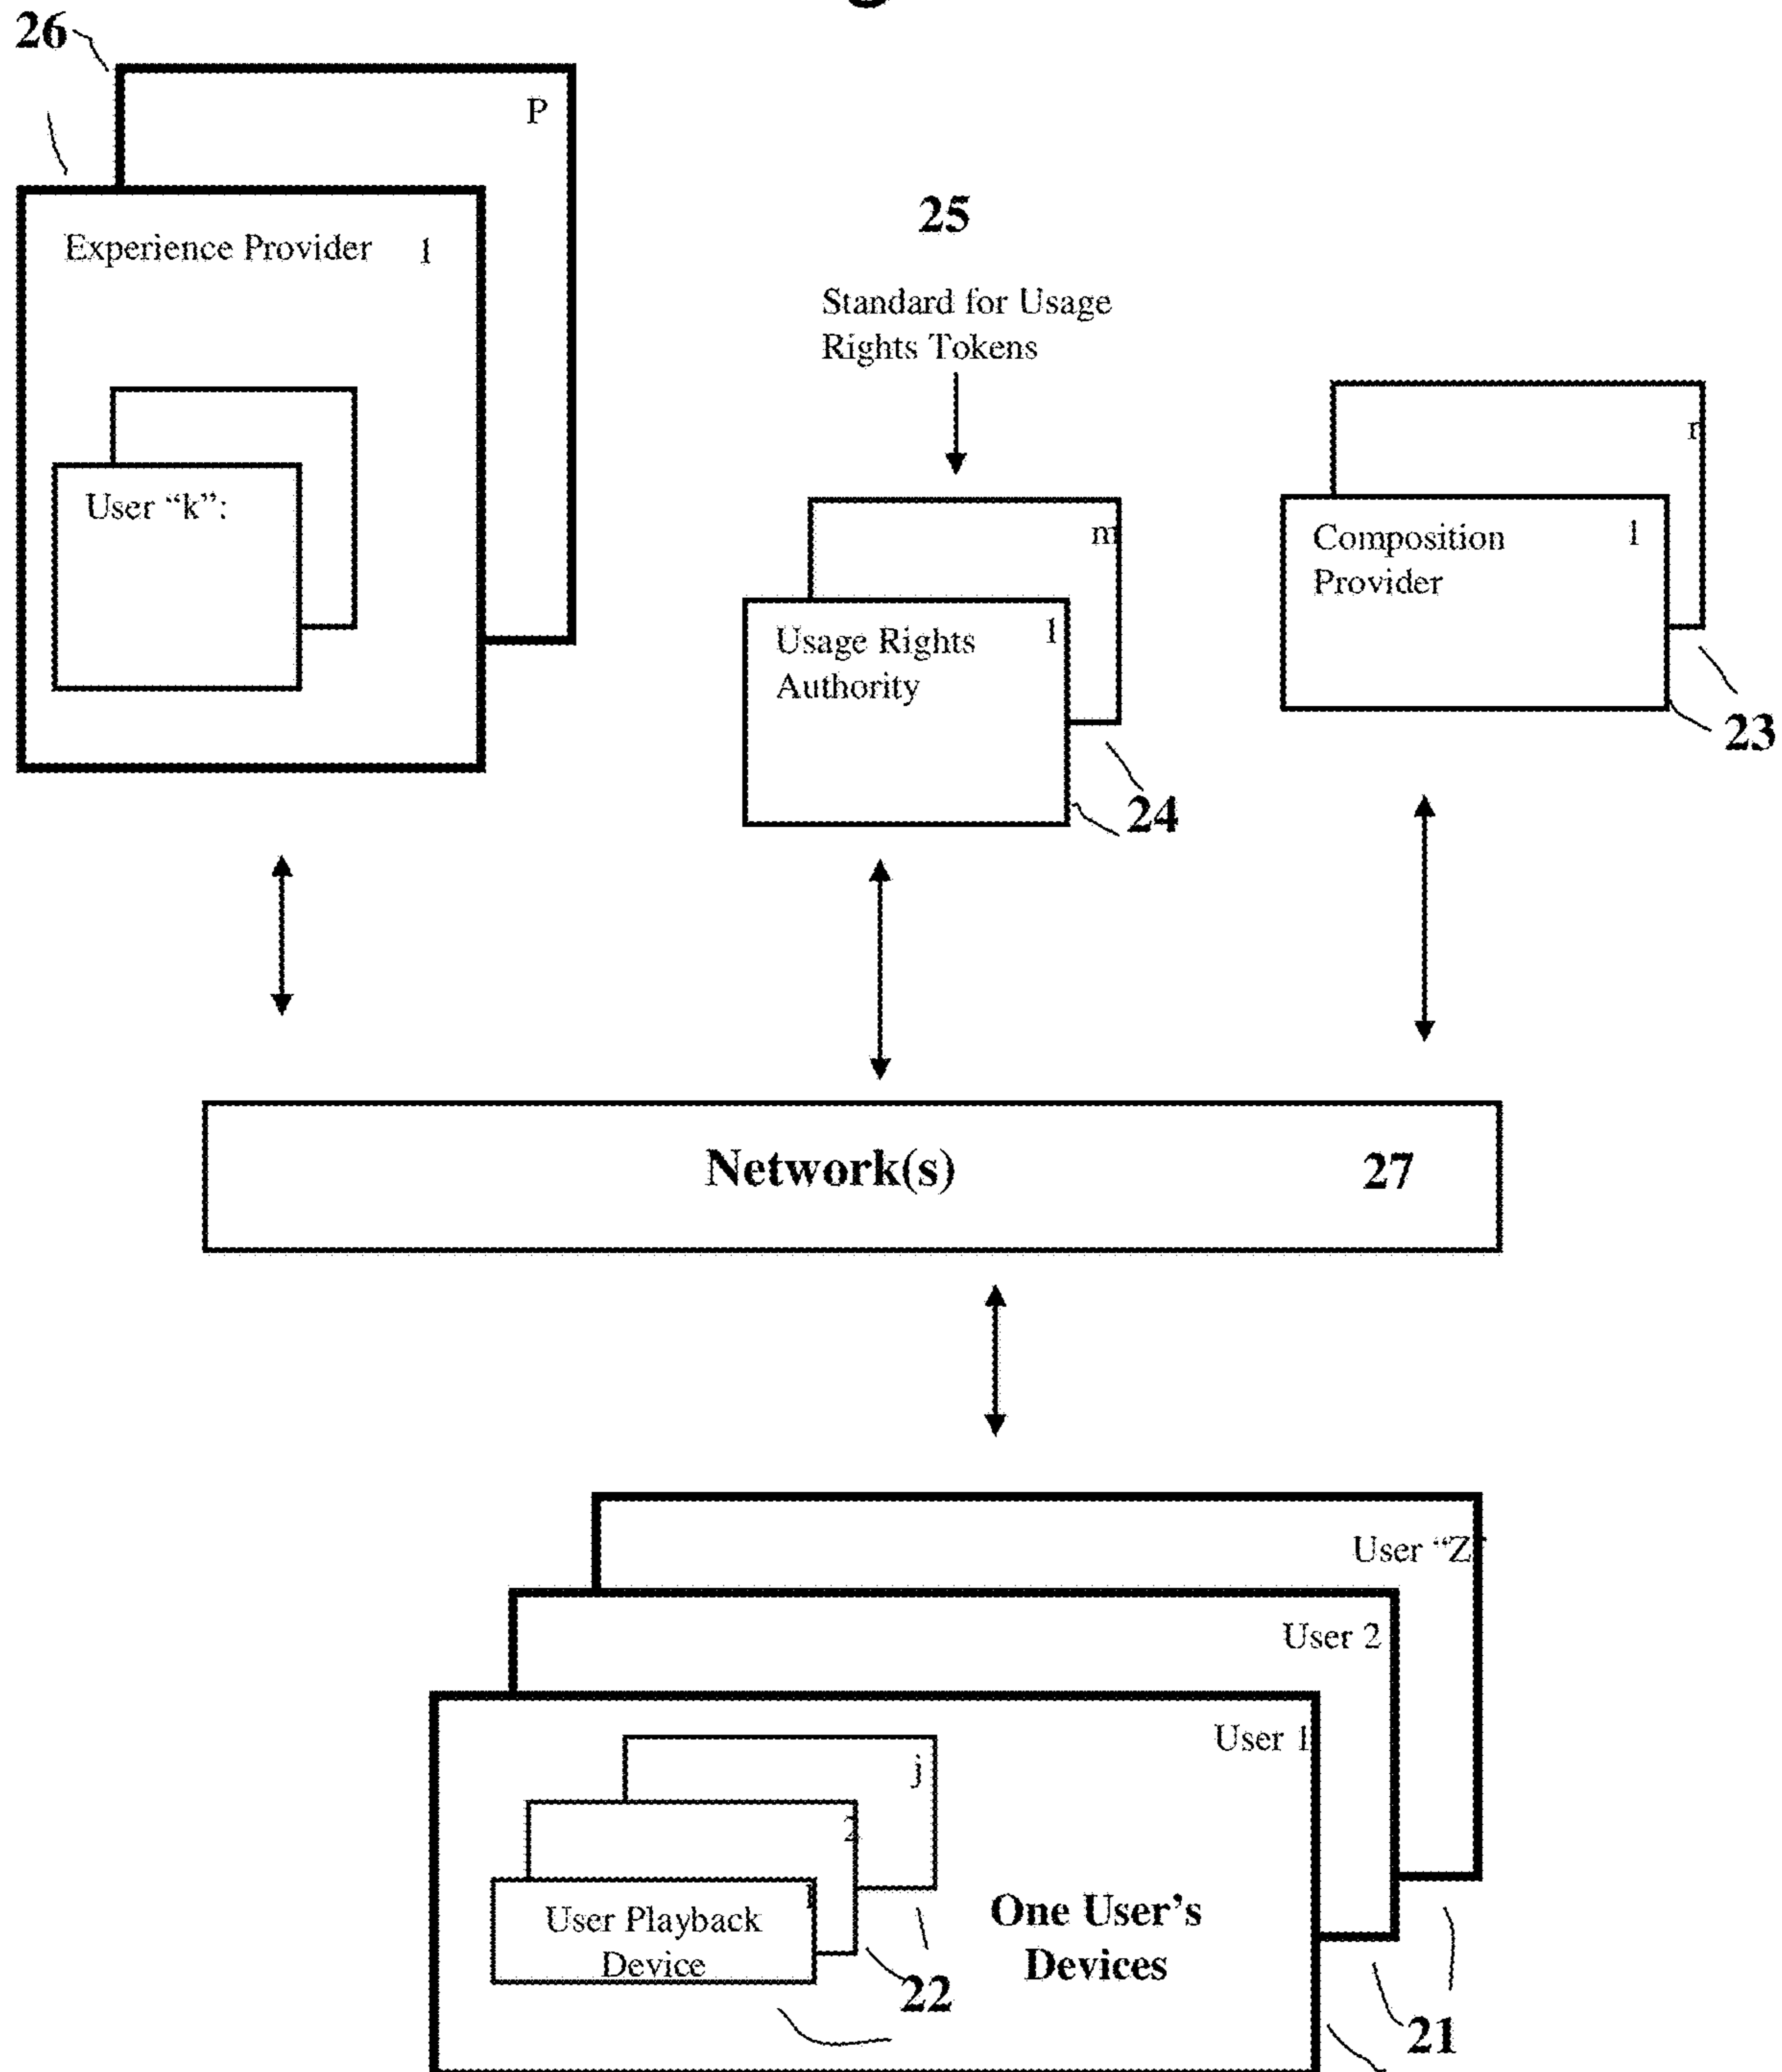 26
P
Experience Provider 1
User “k”:
25
Standard for Usage
Rights Tokens
m
Usage Rights 1
Authority
24
Composition 1
Provider
23
Network(s) 27
User “Z
User 2
User 1
j
2
1
User Playback
Device
One User’s
Devices
22
21